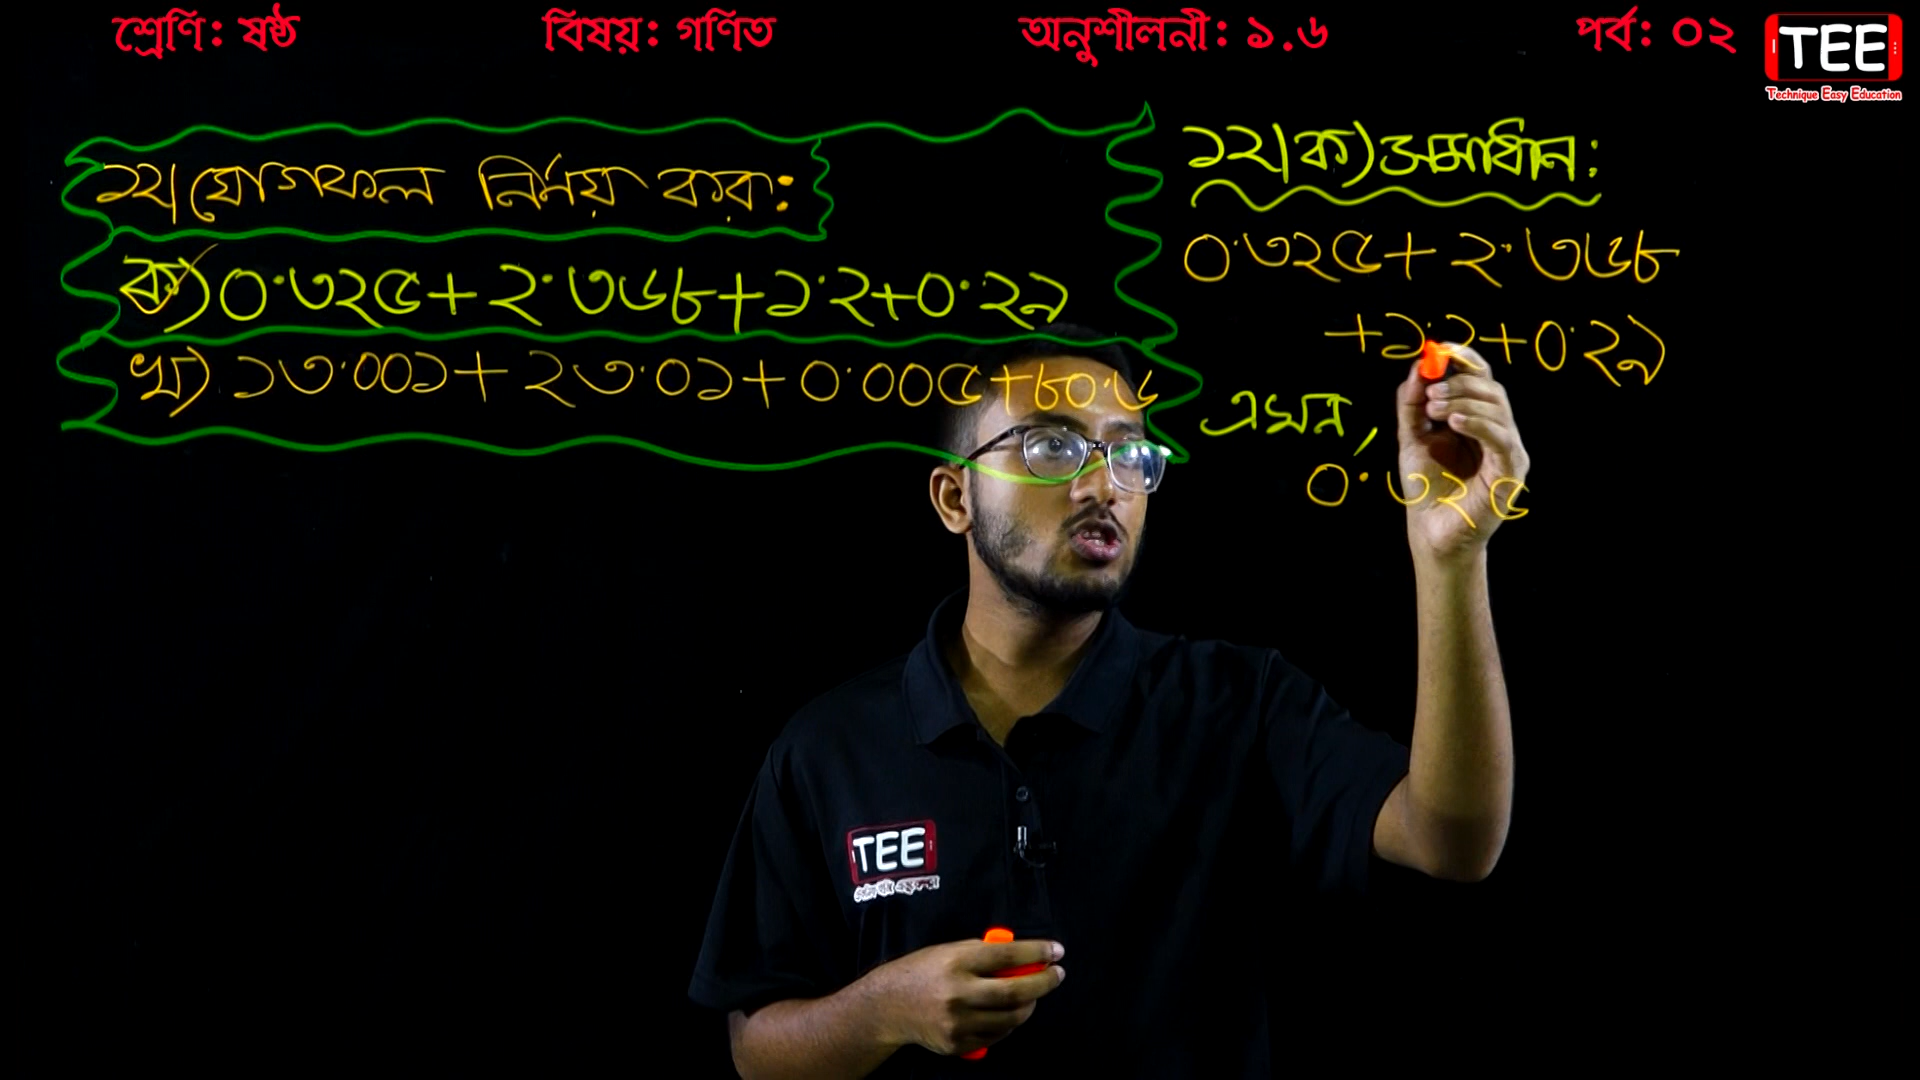 শ্রেণি: ষষ্ঠ
বিষয়: গণিত
অনুশীলনী: ১.৬
পর্ব: ০২
TEE
Technique Easy Education
১২। যোগফল নির্নয় কর:
ক) ০.৩২৫+ ২.৩৬৮+১.২+০.২৯
খ) ১৩.০০১+ ২৩.০১+ ০.০০৫+৮০.৬
১২। ক) সমাধান:
০.৩২৫+ ২.৩৬৮
+১.২+০.২৯
এখন,
০.৩২৫
TEE